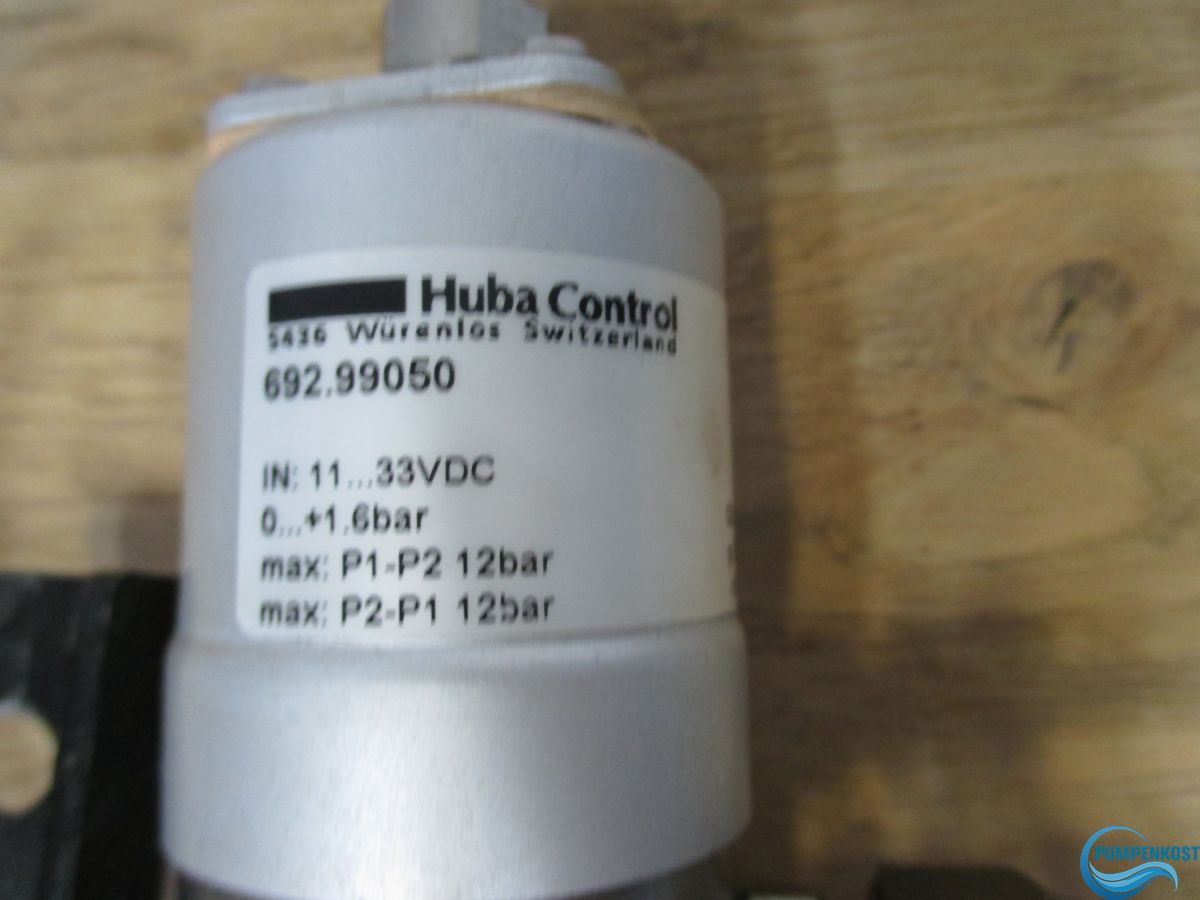 Huba Control
5436 Würenlos Switzerland
692.99050
IN: 11...33VDC
0...+1.6bar
max: P1-P2 12bar
max: P2-P1 12bar
PUMPENKOST